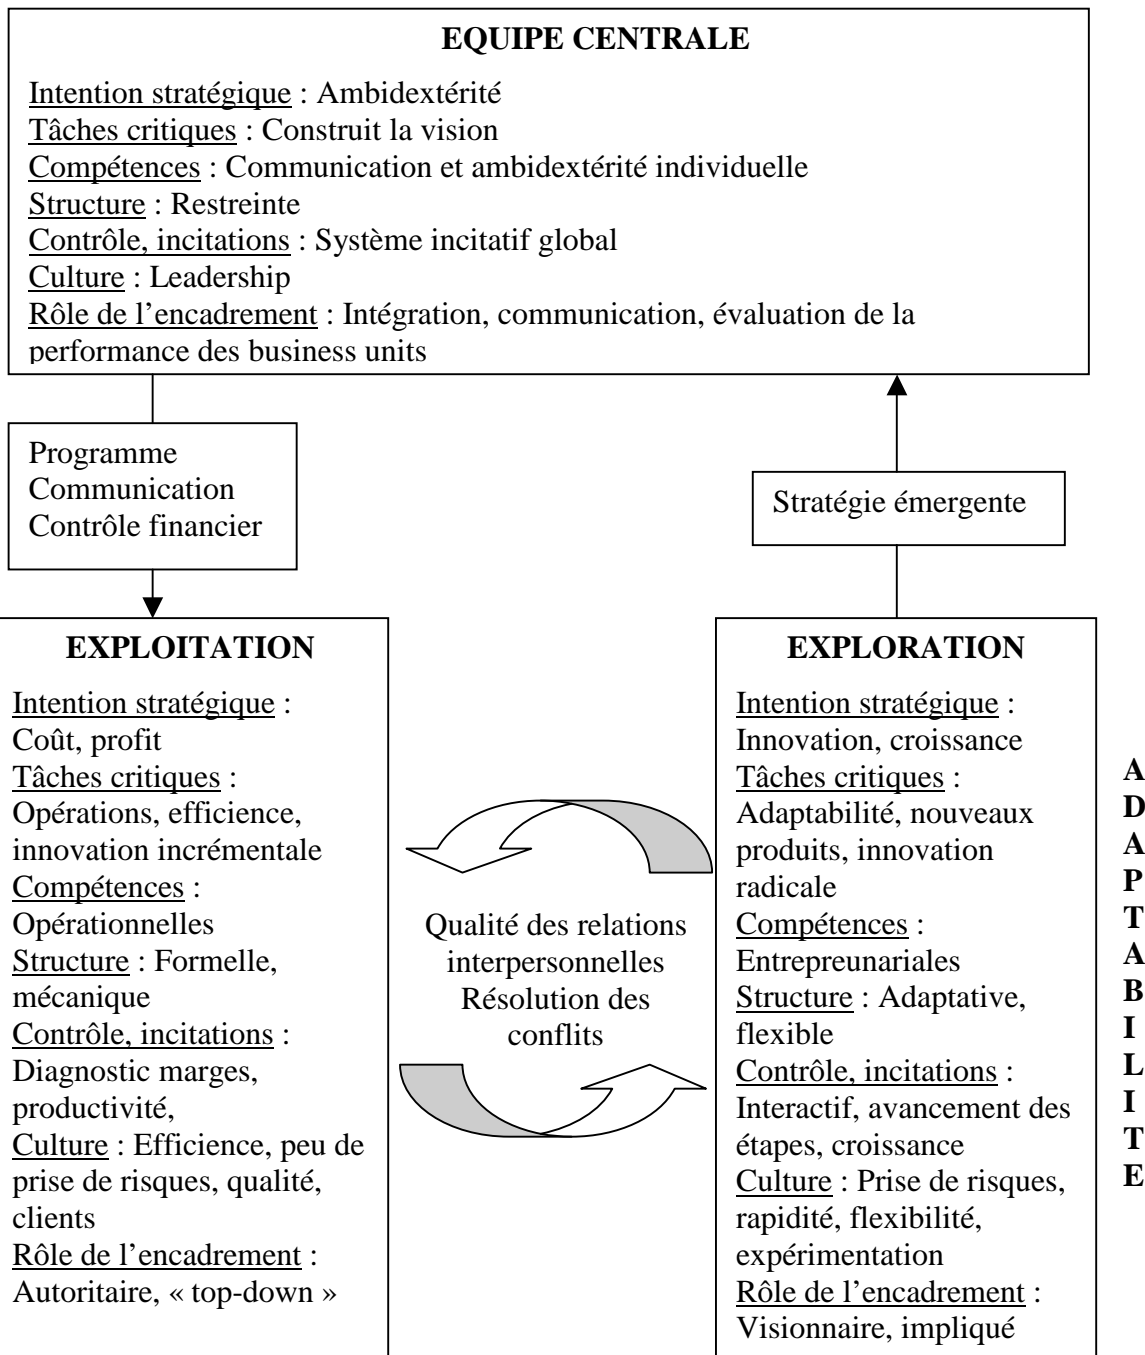 EQUIPE CENTRALE
Intention stratégique : Ambidextérité
Tâches critiques : Construit la vision
Compétences : Communication et ambidextérité individuelle
Structure : Restreinte
Contrôle, incitations : Système incitatif global
Culture : Leadership
Rôle de l’encadrement : Intégration, communication, évaluation de la
performance des business units
Programme
Communication
Contrôle financier
Stratégie émergente
EXPLOITATION
Intention stratégique :
Coût, profit
Tâches critiques :
Opérations, efficience,
innovation incrémentale
Compétences :
Opérationnelles
Structure : Formelle,
mécanique
Contrôle, incitations :
Diagnostic marges,
productivité,
Culture : Efficience, peu de
prise de risques, qualité,
clients
Rôle de l’encadrement :
Autoritaire, « top-down »
Qualité des relations
interpersonnelles
Résolution des
conflits
EXPLORATION
Intention stratégique :
Innovation, croissance
Tâches critiques :
Adaptabilité, nouveaux
produits, innovation
radicale
Compétences :
Entrepreunariales
Structure : Adaptative,
flexible
Contrôle, incitations :
Interactif, avancement des
étapes, croissance
Culture : Prise de risques,
rapidité, flexibilité,
expérimentation
Rôle de l’encadrement :
Visionnaire, impliqué
A
D
A
P
T
A
B
I
L
I
T
E